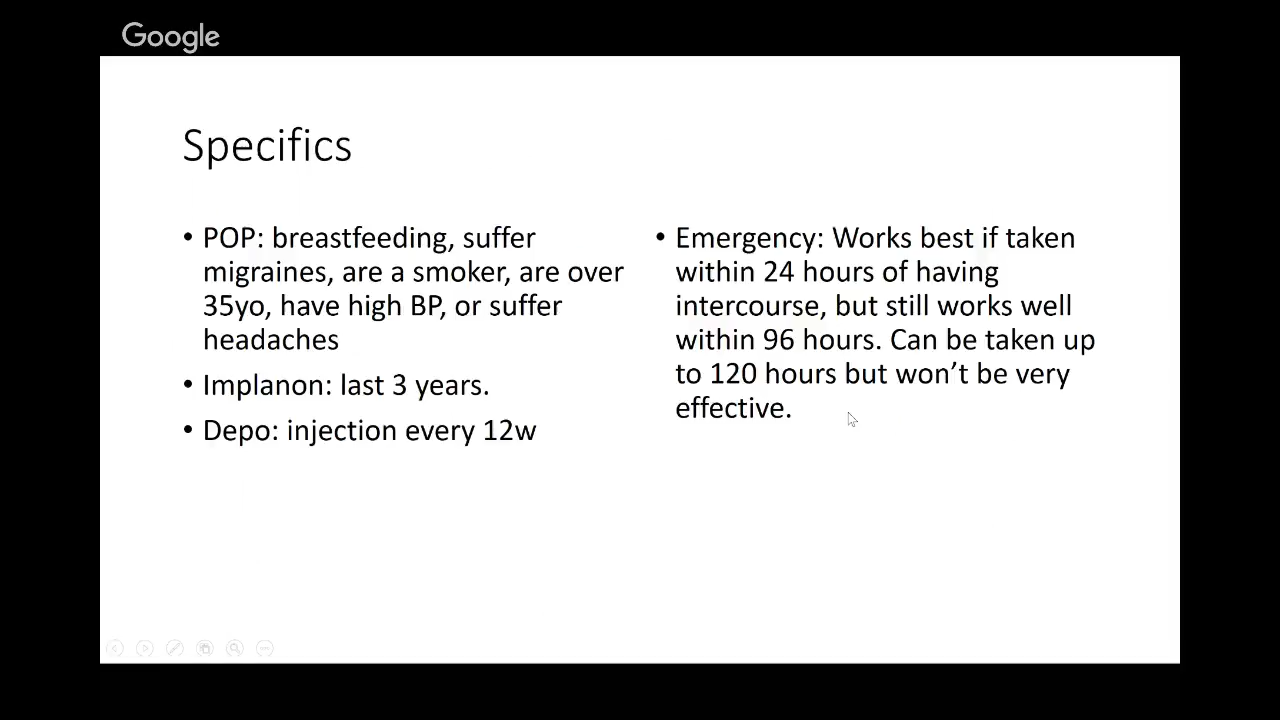 Google
Specifics
• POP: breastfeeding, suffer
migraines, are a smoker, are over
35yo, have high BP, or suffer
headaches
• Implanon: last 3 years.
• Depo: injection every 12w
• Emergency: Works best if taken
within 24 hours of having
intercourse, but still works well
within 96 hours. Can be taken up
to 120 hours but won’t be very
effective.